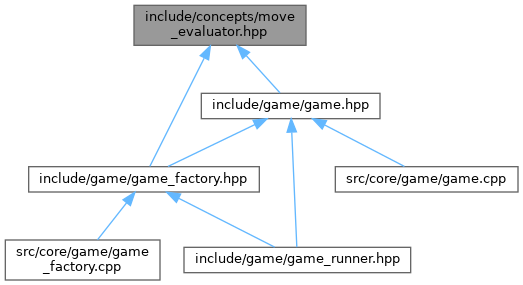 include/concepts/move
_evaluator.hpp
include/game/game.hpp
include/game/game_factory.hpp
src/core/game/game.cpp
src/core/game/game
_factory.cpp
include/game/game_runner.hpp